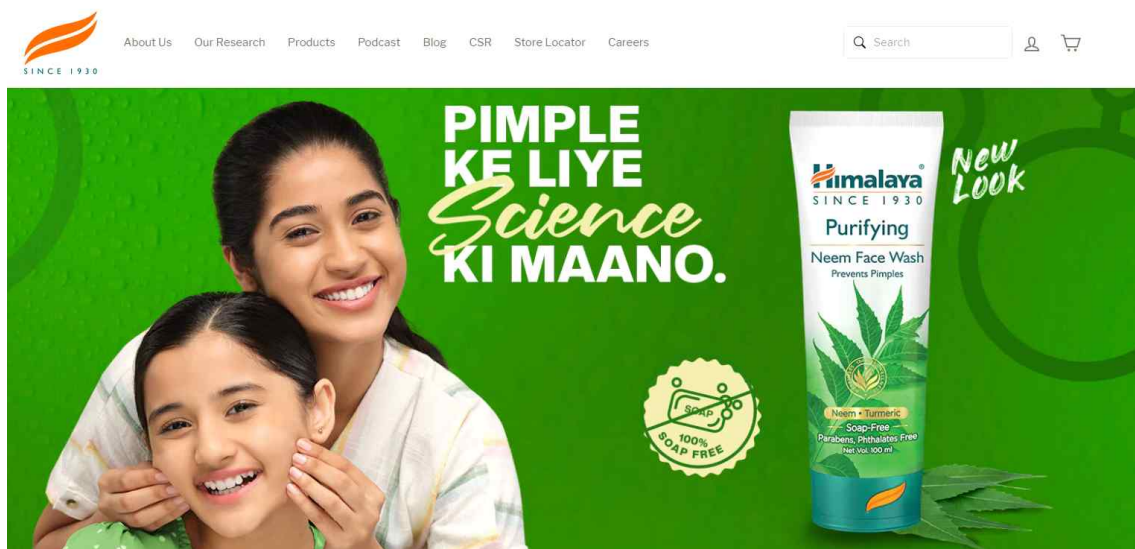 SINCE 1930
About Us Our Research Products Podcast Blog CSR Store Locator Careers
Search
PIMPLE
KE LIYE
Science
KI MAANO.
Himalaya
SINCE 1930
Purifying
Neem Face Wash
Prevents Pimples
Neem • Turmeric
Soap-Free
Parabens, Phthalates Free
Net Vol. 100 ml
NEW
LOOK
SOAP
100%
SOAP FREE